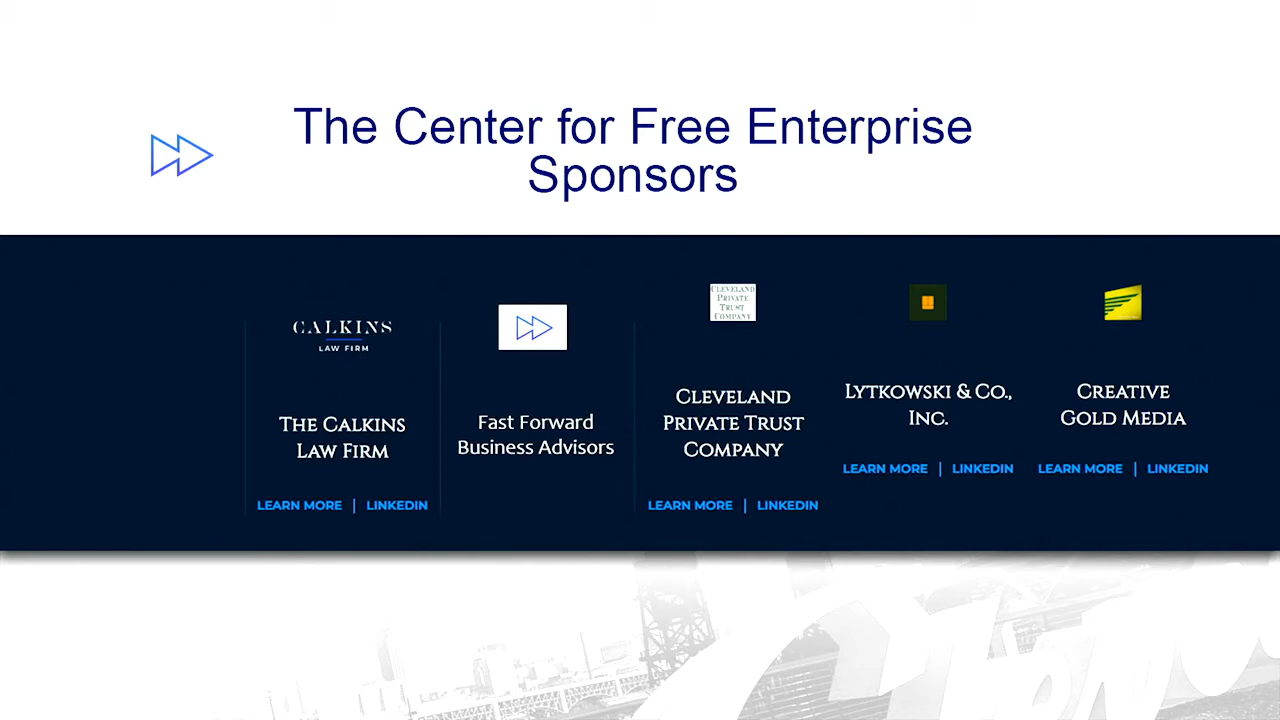 The Center for Free Enterprise
Sponsors
CALKINS
LAW FIRM
THE CALKINS
LAW FIRM
LEARN MORE | LINKEDIN
Fast Forward
Business Advisors
CLEVELAND
PRIVATE
TRUST
COMPANY
CLEVELAND
PRIVATE TRUST
COMPANY
LEARN MORE | LINKEDIN
LYTKOWSKI & CO.,
INC.
LEARN MORE | LINKEDIN
CREATIVE
GOLD MEDIA
LEARN MORE | LINKEDIN